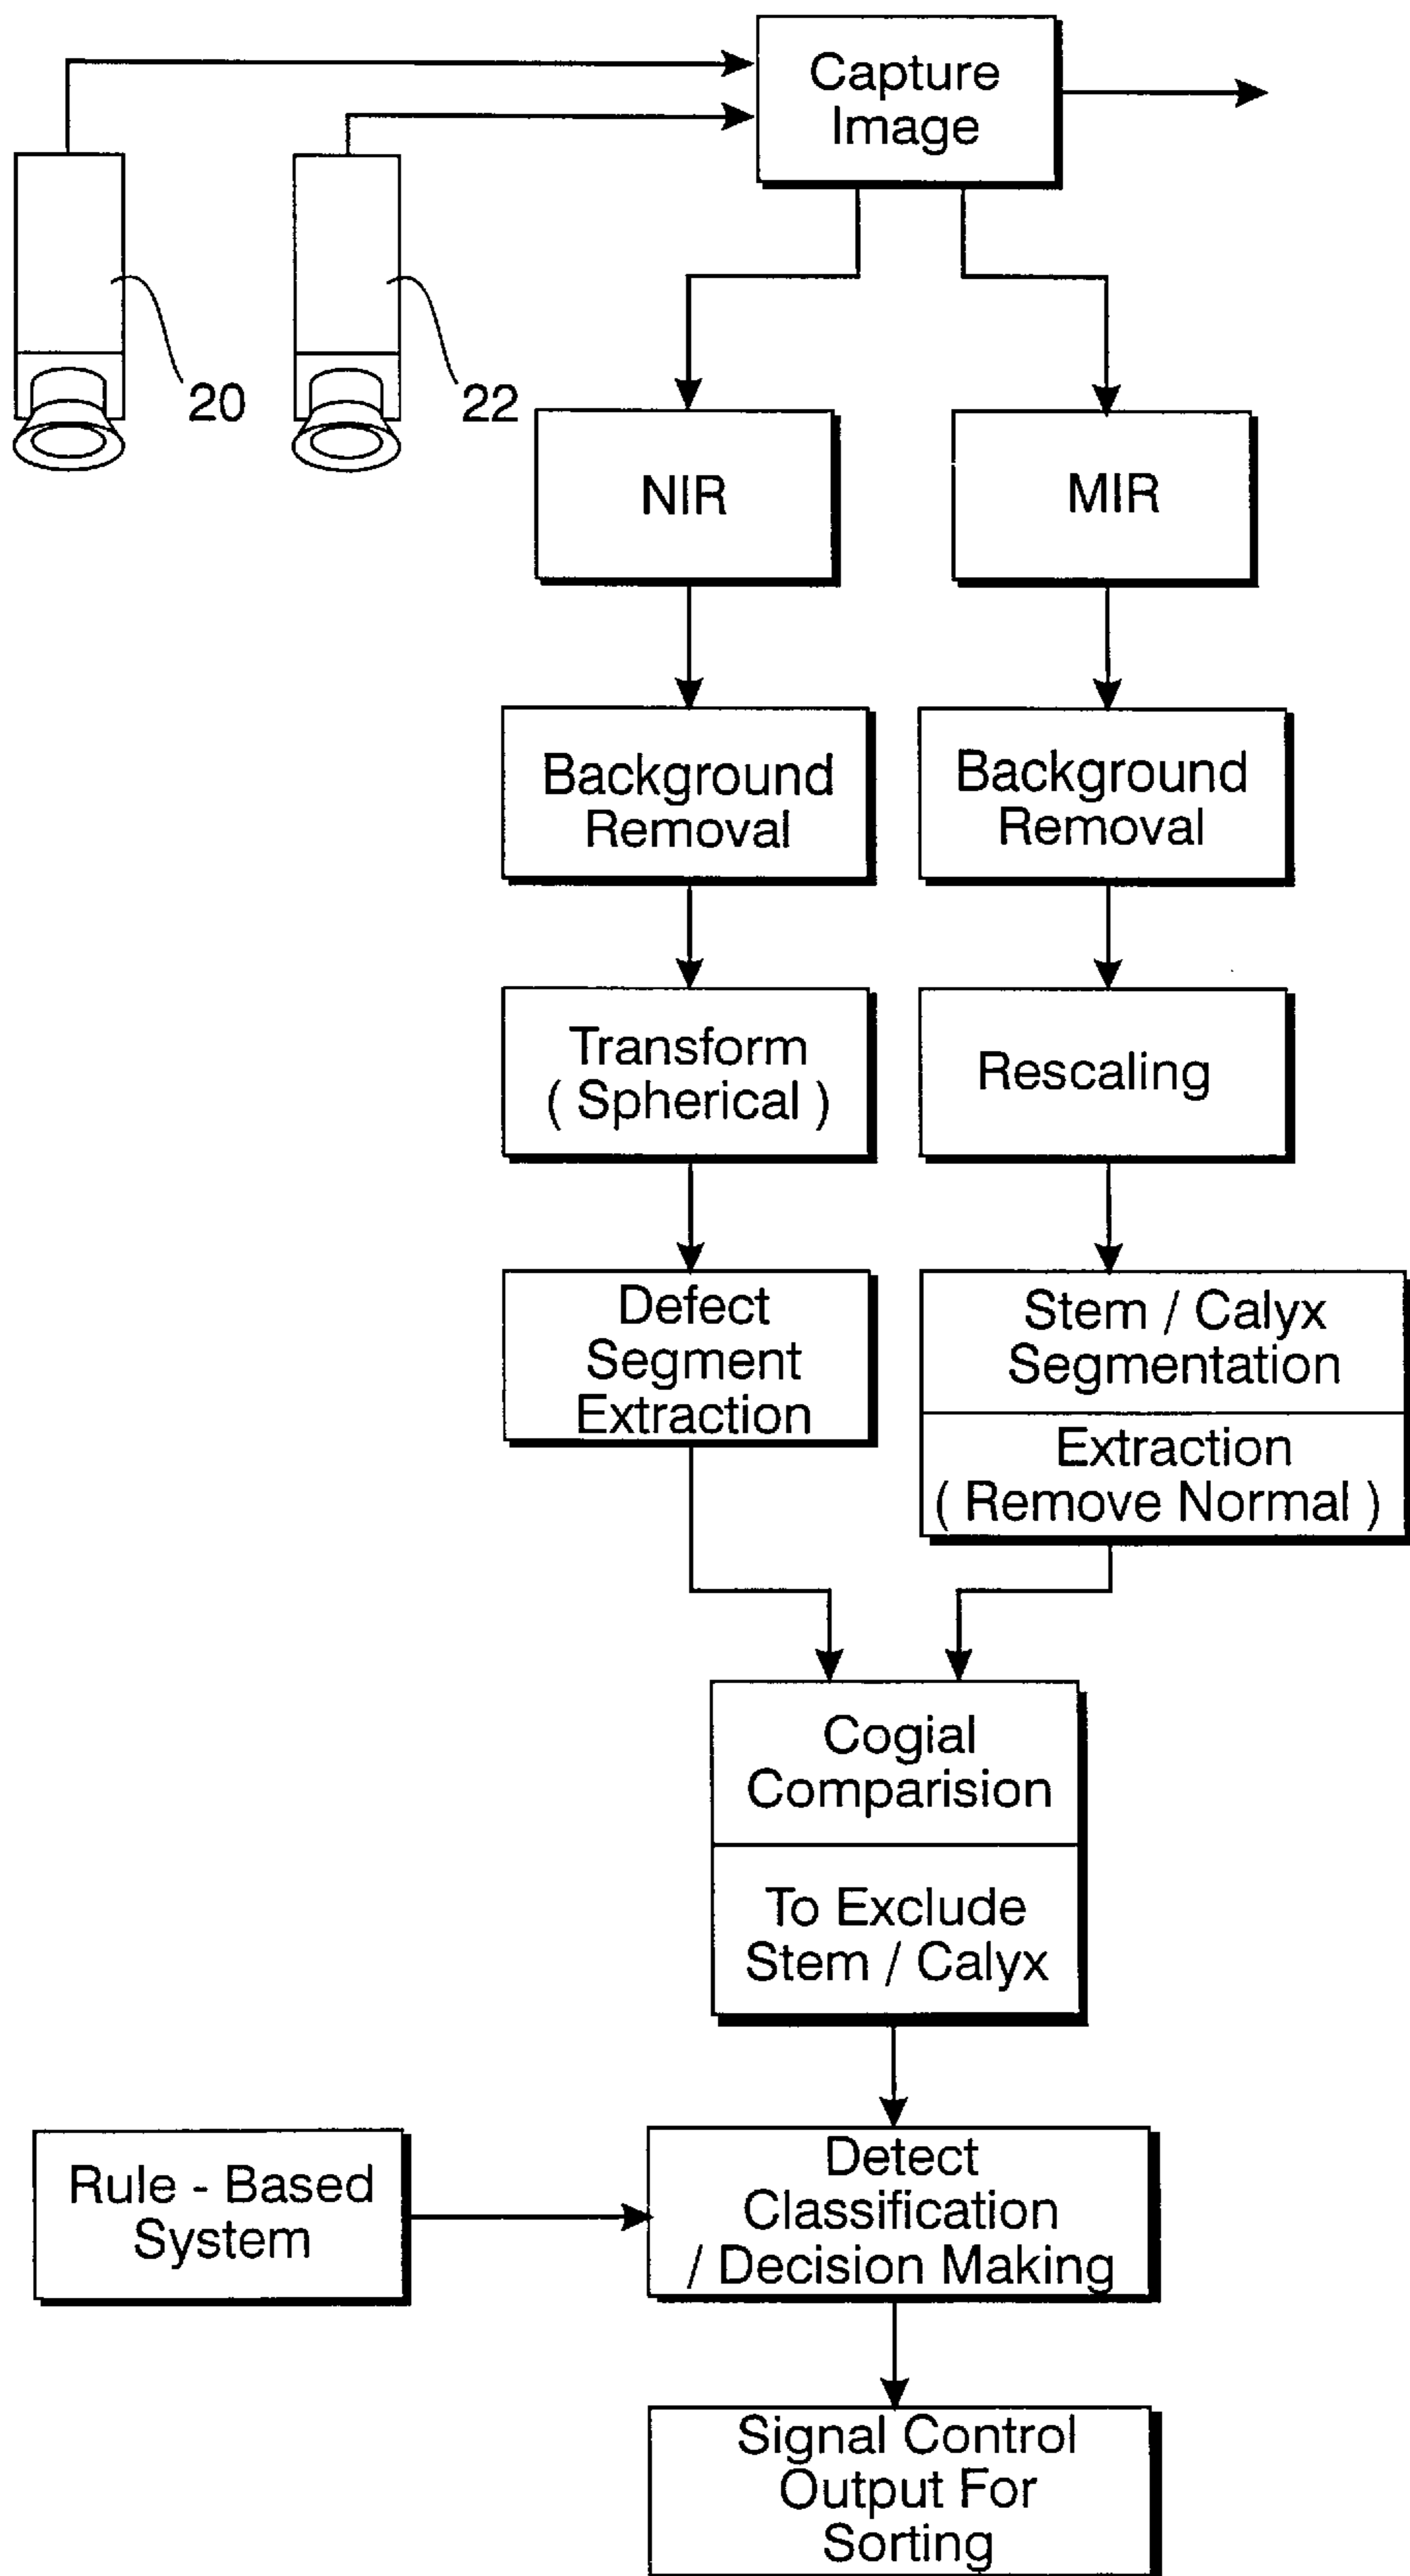 Capture
Image
20
22
NIR
MIR
Background
Removal
Background
Removal
Transform
( Spherical )
Rescaling
Defect
Segment
Extraction
Stem / Calyx
Segmentation
Extraction
( Remove Normal )
Cogial
Comparision
To Exclude
Stem / Calyx
Rule - Based
System
Detect
Classification
/ Decision Making
Signal Control
Output For
Sorting